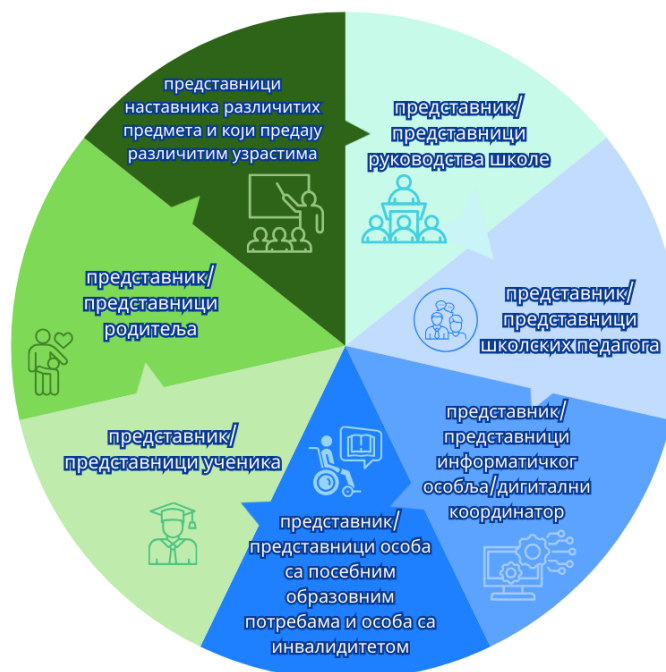 представници
наставника различитих
предмета и који предају
различитим узрастима
представник/
представници
руководства школе
представник/
представници
школских педагога
представник/
представници
информатичког
особља/дигитални
координатор
представник/
представници особа
са посебним
образовним
потребама и особа са
инвалидитетом
представник/
представници ученика
представник/
представници
родитеља